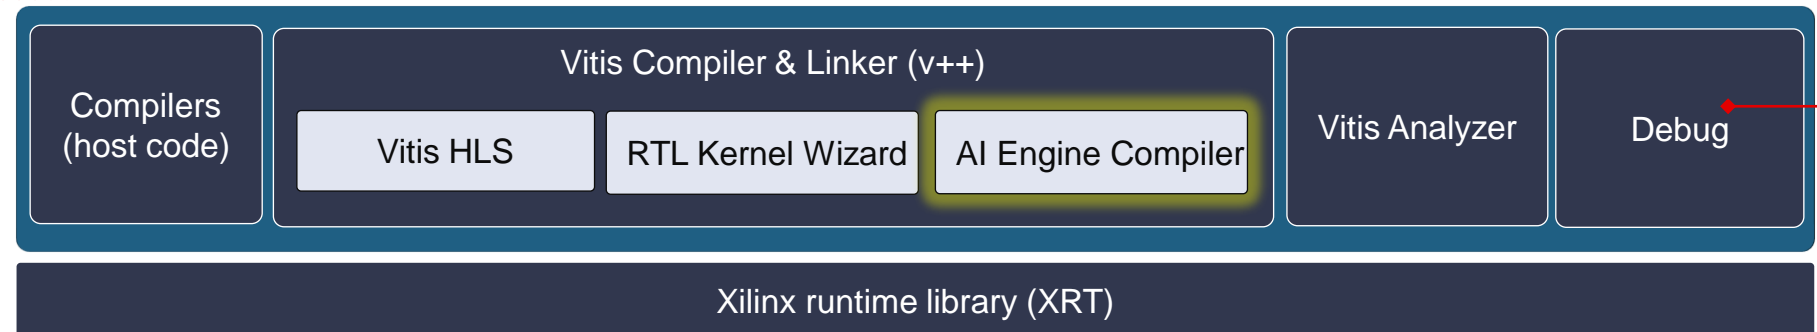 Compilers
(host code)
Vitis Compiler & Linker (v++)
Vitis HLS
RTL Kernel Wizard
AI Engine Compiler
Vitis Analyzer
Debug
Xilinx runtime library (XRT)